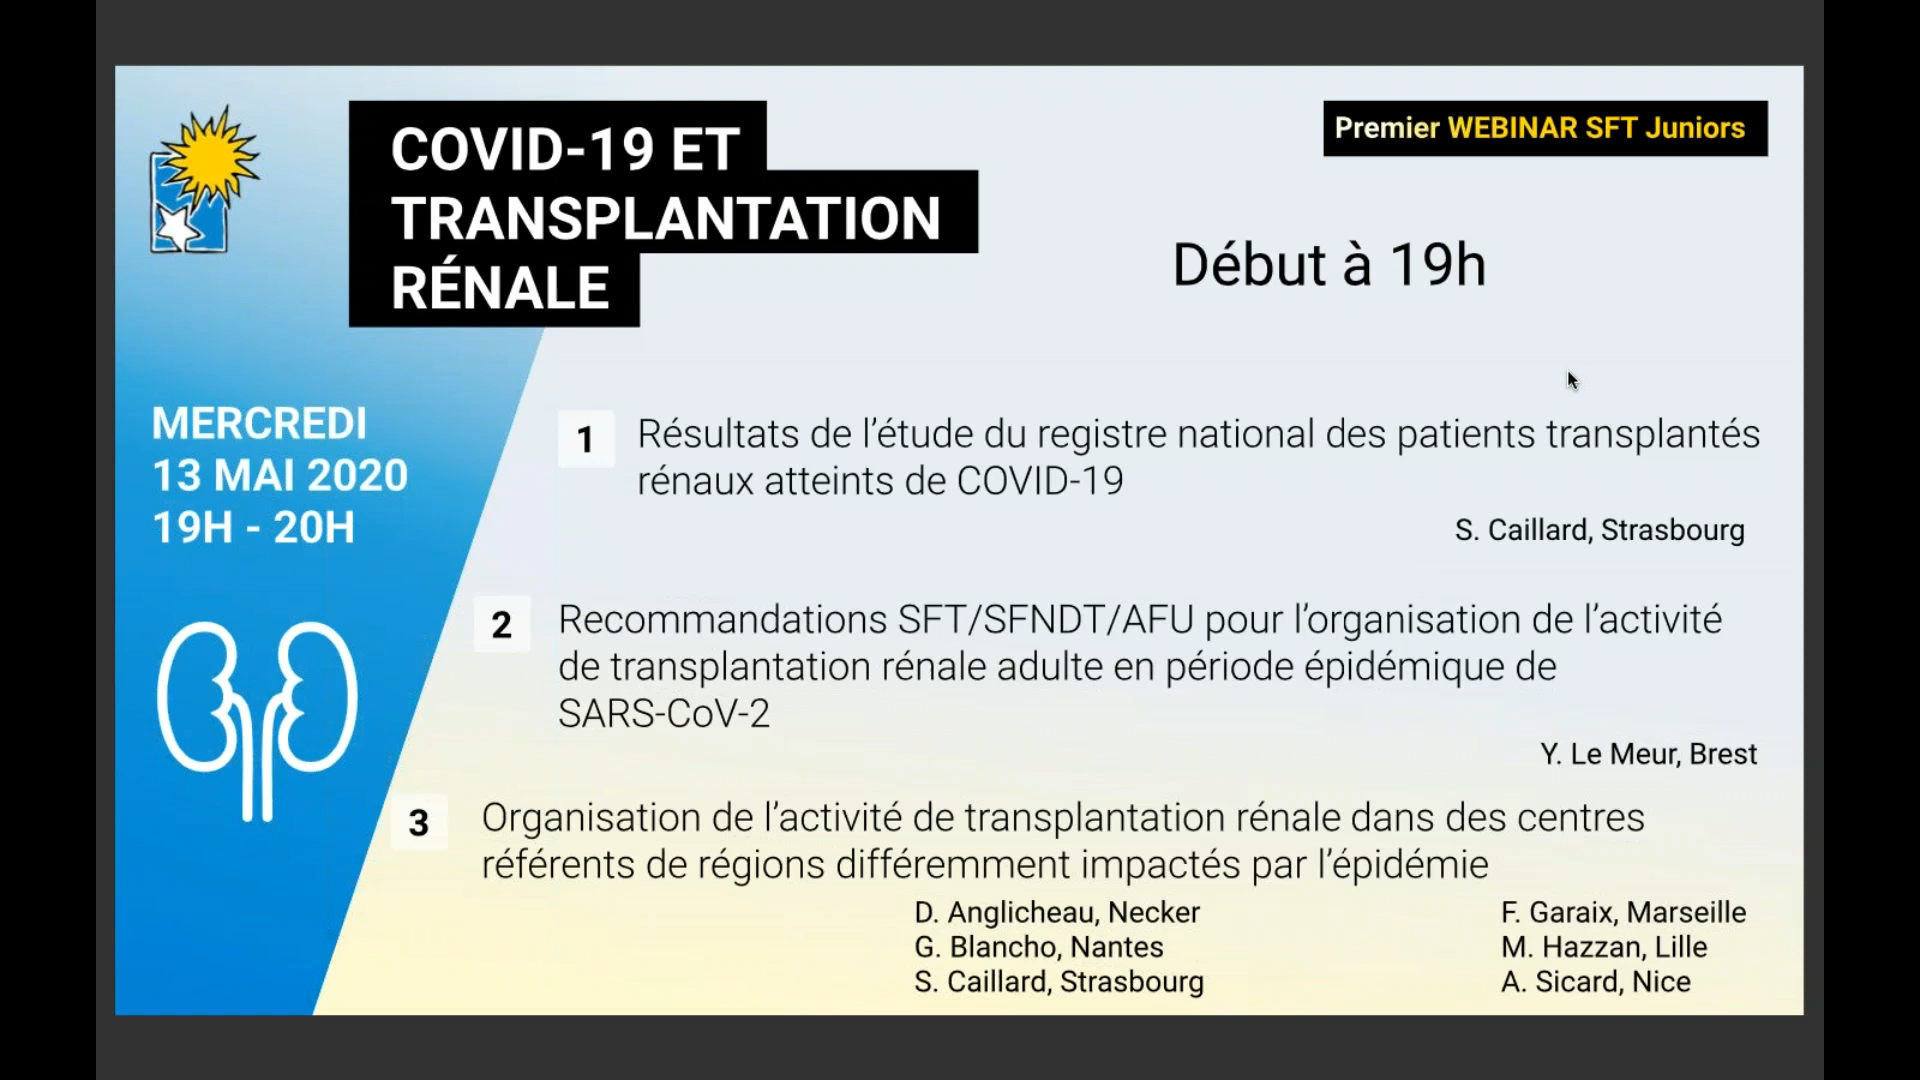 COVID-19 ET
TRANSPLANTATION
RÉNALE
Premier WEBINAR SFT Juniors
Début à 19h
MERCREDI
13 MAI 2020
19H - 20H
1
Résultats de l’étude du registre national des patients transplantés
rénaux atteints de COVID-19
S. Caillard, Strasbourg
2
Recommandations SFT/SFNDT/AFU pour l’organisation de l’activité
de transplantation rénale adulte en période épidémique de
SARS-CoV-2
Y. Le Meur, Brest
3
Organisation de l’activité de transplantation rénale dans des centres
référents de régions différemment impactés par l’épidémie
D. Anglicheau, Necker
G. Blancho, Nantes
S. Caillard, Strasbourg
F. Garaix, Marseille
M. Hazzan, Lille
A. Sicard, Nice